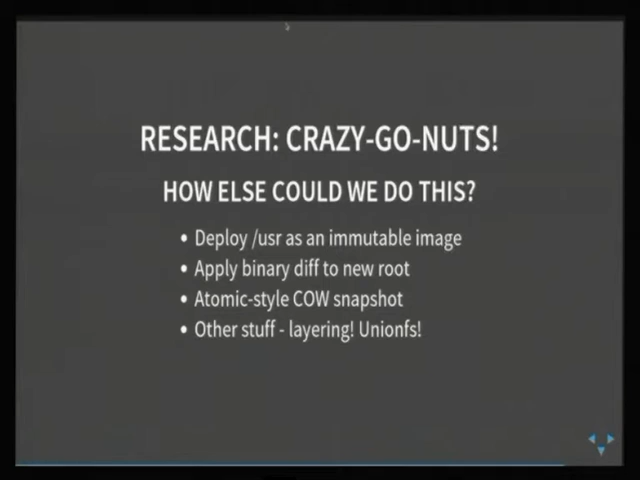 RESEARCH: CRAZY-GO-NUTS!
HOW ELSE COULD WE DO THIS?
• Deploy /usr as an immutable image
• Apply binary diff to new root
• Atomic-style COW snapshot
• Other stuff - layering! Unionfs!